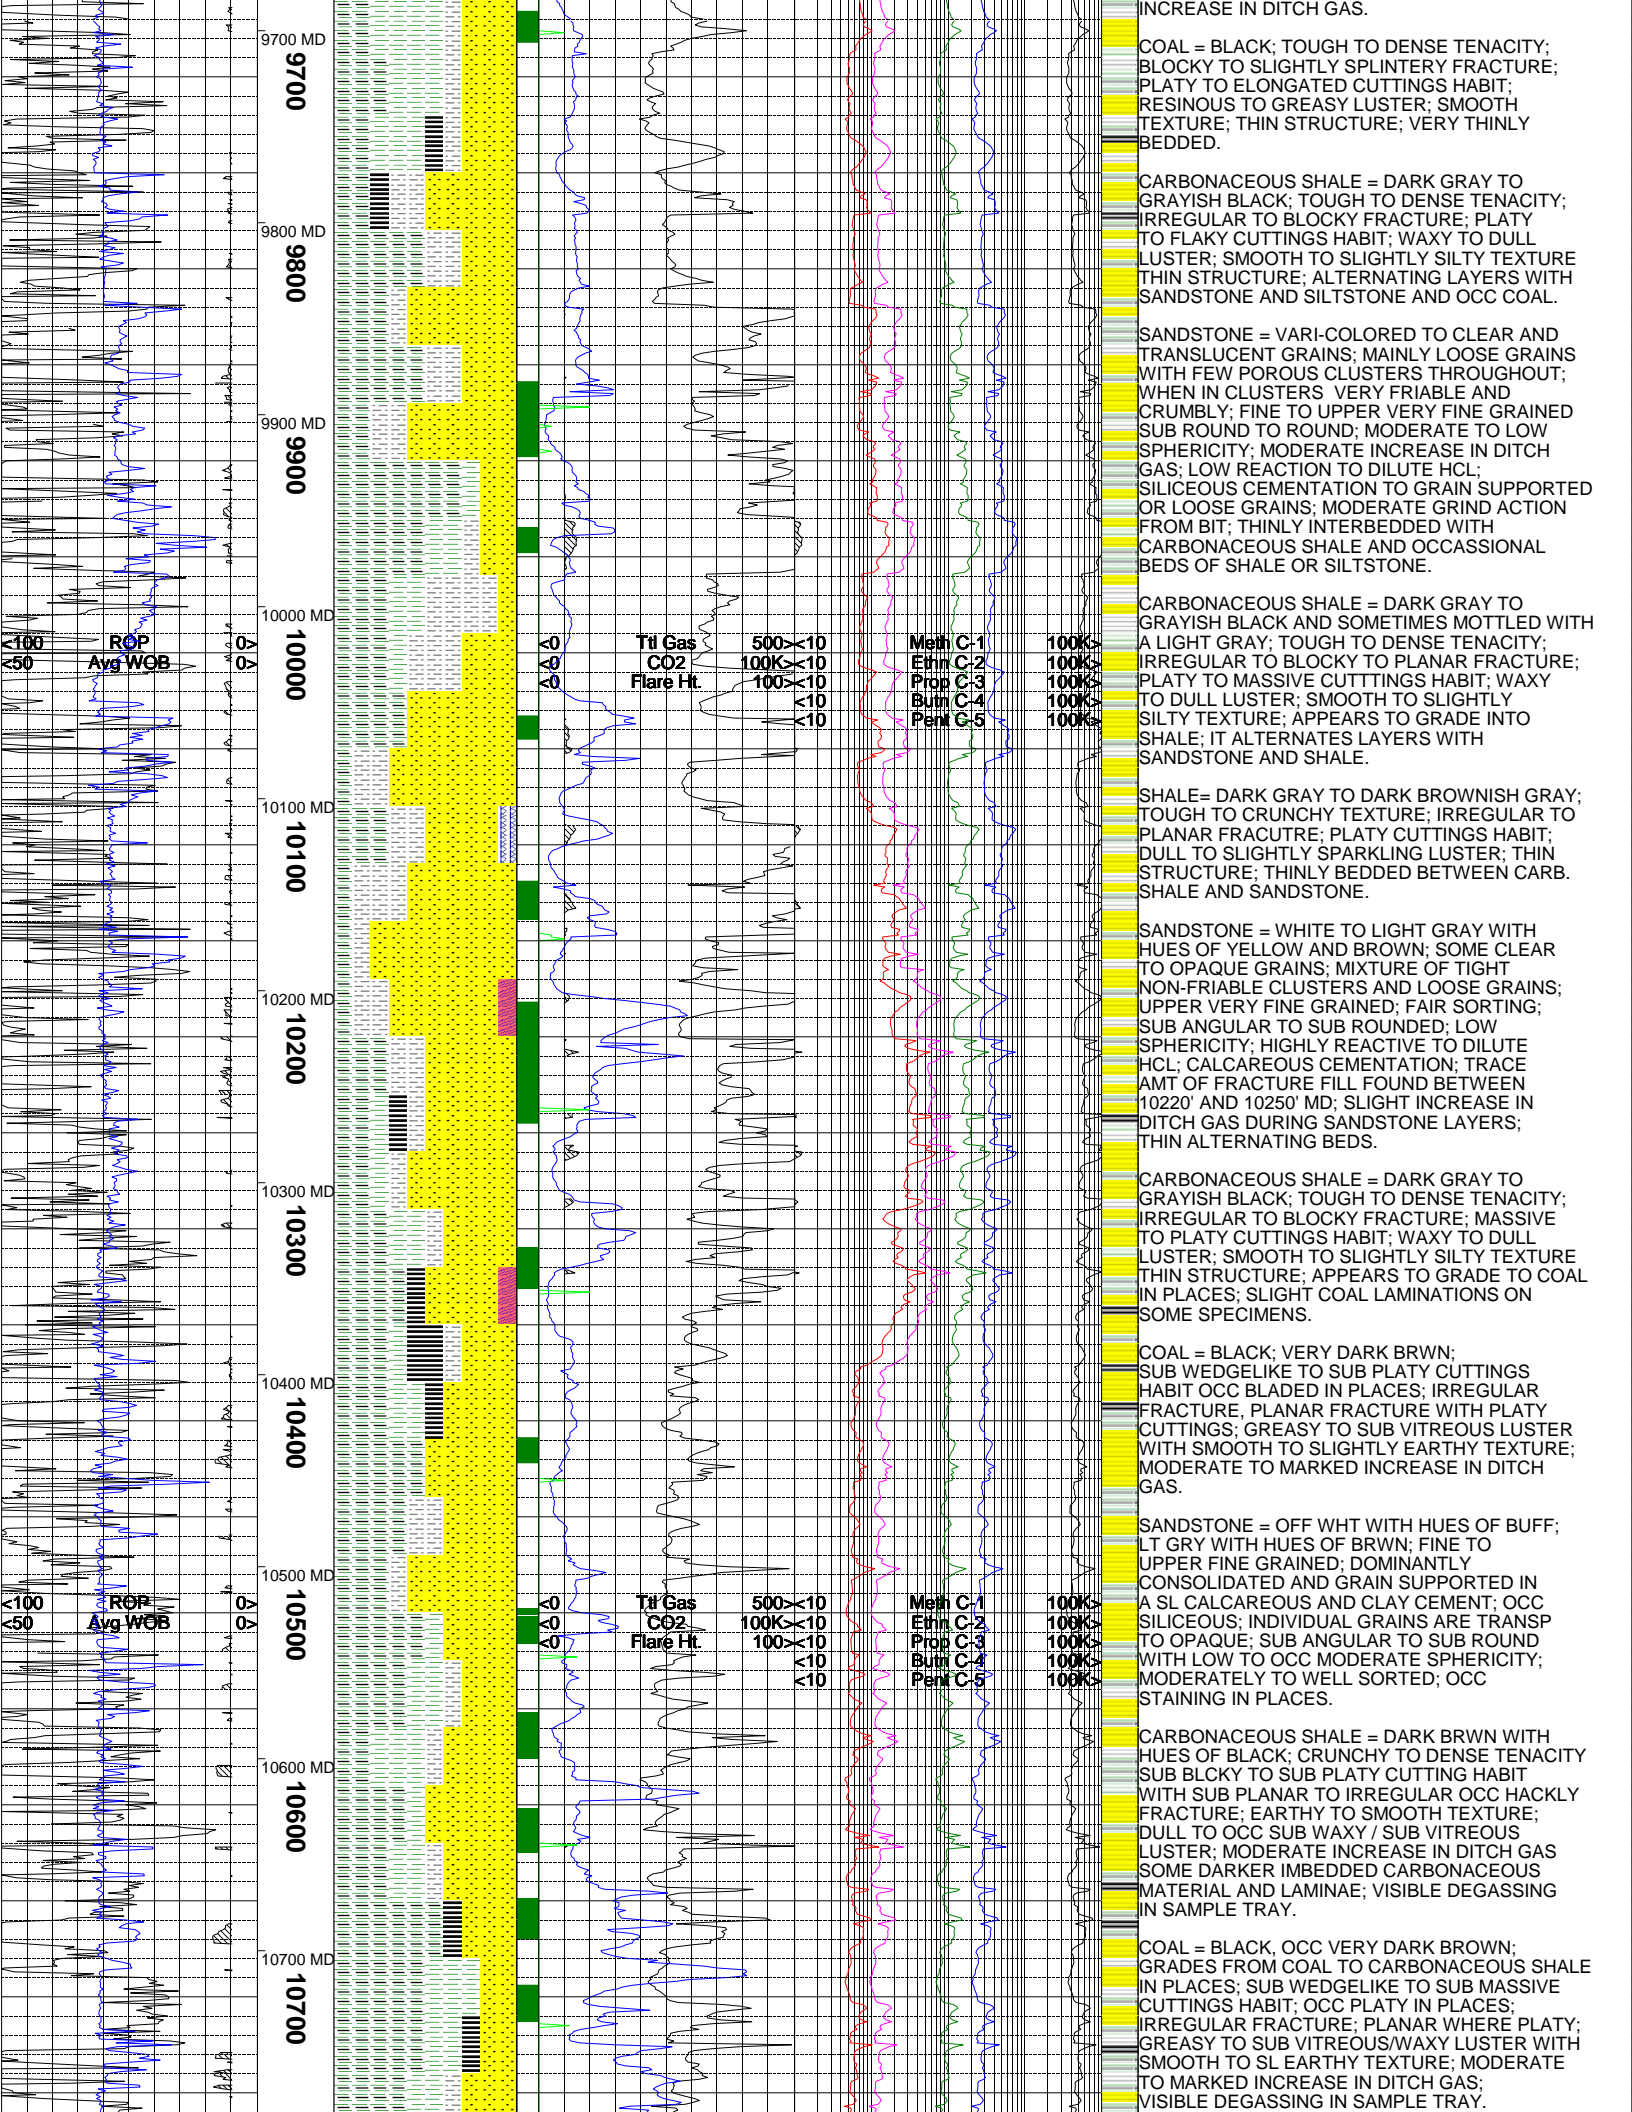 INCREASE IN DITCH GAS.
COAL = BLACK; TOUGH TO DENSE TENACITY;
BLOCKY TO SLIGHTLY SPLINTERY FRACTURE;
PLATY TO ELONGATED CUTTINGS HABIT;
RESINOUS TO GREASY LUSTER; SMOOTH
TEXTURE; THIN STRUCTURE; VERY THINLY
BEDDED.
CARBONACEOUS SHALE = DARK GRAY TO
GRAYISH BLACK; TOUGH TO DENSE TENACITY;
IRREGULAR TO BLOCKY FRACTURE; PLATY
TO FLAKY CUTTINGS HABIT; WAXY TO DULL
LUSTER; SMOOTH TO SLIGHTLY SILTY TEXTURE
THIN STRUCTURE; ALTERNATING LAYERS WITH
SANDSTONE AND SILTSTONE AND OCC COAL.
SANDSTONE = VARI-COLORED TO CLEAR AND
TRANSLUCENT GRAINS; MAINLY LOOSE GRAINS
WITH FEW POROUS CLUSTERS THROUGHOUT;
WHEN IN CLUSTERS VERY FRIABLE AND
CRUMBLY; FINE TO UPPER VERY FINE GRAINED
SUB ROUND TO ROUND; MODERATE TO LOW
SPHERICITY; MODERATE INCREASE IN DITCH
GAS; LOW REACTION TO DILUTE HCL;
SILICEOUS CEMENTATION TO GRAIN SUPPORTED
OR LOOSE GRAINS; MODERATE GRIND ACTION
FROM BIT; THINLY INTERBEDDED WITH
CARBONACEOUS SHALE AND OCCASSIONAL
BEDS OF SHALE OR SILTSTONE.
CARBONACEOUS SHALE = DARK GRAY TO
GRAYISH BLACK AND SOMETIMES MOTTLED WITH
A LIGHT GRAY; TOUGH TO DENSE TENACITY;
IRREGULAR TO BLOCKY TO PLANAR FRACTURE;
PLATY TO MASSIVE CUTTTINGS HABIT; WAXY
TO DULL LUSTER; SMOOTH TO SLIGHTLY
SILTY TEXTURE; APPEARS TO GRADE INTO
SHALE; IT ALTERNATES LAYERS WITH
SANDSTONE AND SHALE.
SHALE= DARK GRAY TO DARK BROWNISH GRAY;
TOUGH TO CRUNCHY TEXTURE; IRREGULAR TO
PLANAR FRACUTRE; PLATY CUTTINGS HABIT;
DULL TO SLIGHTLY SPARKLING LUSTER; THIN
STRUCTURE; THINLY BEDDED BETWEEN CARB.
SHALE AND SANDSTONE.
SANDSTONE = WHITE TO LIGHT GRAY WITH
HUES OF YELLOW AND BROWN; SOME CLEAR
TO OPAQUE GRAINS; MIXTURE OF TIGHT
NON-FRIABLE CLUSTERS AND LOOSE GRAINS;
UPPER VERY FINE GRAINED; FAIR SORTING;
SUB ANGULAR TO SUB ROUNDED; LOW
SPHERICITY; HIGHLY REACTIVE TO DILUTE
HCL; CALCAREOUS CEMENTATION; TRACE
AMT OF FRACTURE FILL FOUND BETWEEN
10220' AND 10250' MD; SLIGHT INCREASE IN
DITCH GAS DURING SANDSTONE LAYERS;
THIN ALTERNATING BEDS.
CARBONACEOUS SHALE = DARK GRAY TO
GRAYISH BLACK; TOUGH TO DENSE TENACITY;
IRREGULAR TO BLOCKY FRACTURE; MASSIVE
TO PLATY CUTTINGS HABIT; WAXY TO DULL
LUSTER; SMOOTH TO SLIGHTLY SILTY TEXTURE
THIN STRUCTURE; APPEARS TO GRADE TO COAL
IN PLACES; SLIGHT COAL LAMINATIONS ON
SOME SPECIMENS.
COAL = BLACK; VERY DARK BRWN;
SUB WEDGELIKE TO SUB PLATY CUTTINGS
HABIT OCC BLADED IN PLACES; IRREGULAR
FRACTURE, PLANAR FRACTURE WITH PLATY
CUTTINGS; GREASY TO SUB VITREOUS LUSTER
WITH SMOOTH TO SLIGHTLY EARTHY TEXTURE;
MODERATE TO MARKED INCREASE IN DITCH
GAS.
SANDSTONE = OFF WHT WITH HUES OF BUFF;
LT GRY WITH HUES OF BRWN; FINE TO
UPPER FINE GRAINED; DOMINANTLY
CONSOLIDATED AND GRAIN SUPPORTED IN
A SL CALCAREOUS AND CLAY CEMENT; OCC
SILICEOUS; INDIVIDUAL GRAINS ARE TRANSP
TO OPAQUE; SUB ANGULAR TO SUB ROUND
WITH LOW TO OCC MODERATE SPHERICITY;
MODERATELY TO WELL SORTED; OCC
STAINING IN PLACES.
CARBONACEOUS SHALE = DARK BRWN WITH
HUES OF BLACK; CRUNCHY TO DENSE TENACITY
SUB BLCKY TO SUB PLATY CUTTING HABIT
WITH SUB PLANAR TO IRREGULAR OCC HACKLY
FRACTURE; EARTHY TO SMOOTH TEXTURE;
DULL TO OCC SUB WAXY / SUB VITREOUS
LUSTER; MODERATE INCREASE IN DITCH GAS
SOME DARKER IMBEDDED CARBONACEOUS
MATERIAL AND LAMINAE; VISIBLE DEGASSING
IN SAMPLE TRAY.
COAL = BLACK, OCC VERY DARK BROWN;
GRADES FROM COAL TO CARBONACEOUS SHALE
IN PLACES; SUB WEDGELIKE TO SUB MASSIVE
CUTTINGS HABIT; OCC PLATY IN PLACES;
IRREGULAR FRACTURE; PLANAR WHERE PLATY;
GREASY TO SUB VITREOUS/WAXY LUSTER WITH
SMOOTH TO SL EARTHY TEXTURE; MODERATE
TO MARKED INCREASE IN DITCH GAS;
VISIBLE DEGASSING IN SAMPLE TRAY.
9700 MD
9700
9800 MD
9800
9900 MD
9900
10000 MD
10000
<100 ROP 0>
<50 Avg WOB 0>
<0 Ttl Gas 500>
<0 CO2 100K>
<0 Flare Ht. 100>
<10 Meth C-1 100K>
<10 Ethn C-2 100K>
<10 Prop C-3 100K>
<10 Butn C-4 100K>
<10 Pent C-5 100K>
10100 MD
10100
10200 MD
10200
10300 MD
10300
10400 MD
10400
10500 MD
10500
<100 ROP 0>
<50 Avg WOB 0>
<0 Ttl Gas 500>
<0 CO2 100K>
<0 Flare Ht. 100>
<10 Meth C-1 100K>
<10 Ethn C-2 100K>
<10 Prop C-3 100K>
<10 Butn C-4 100K>
<10 Pent C-5 100K>
10600 MD
10600
10700 MD
10700